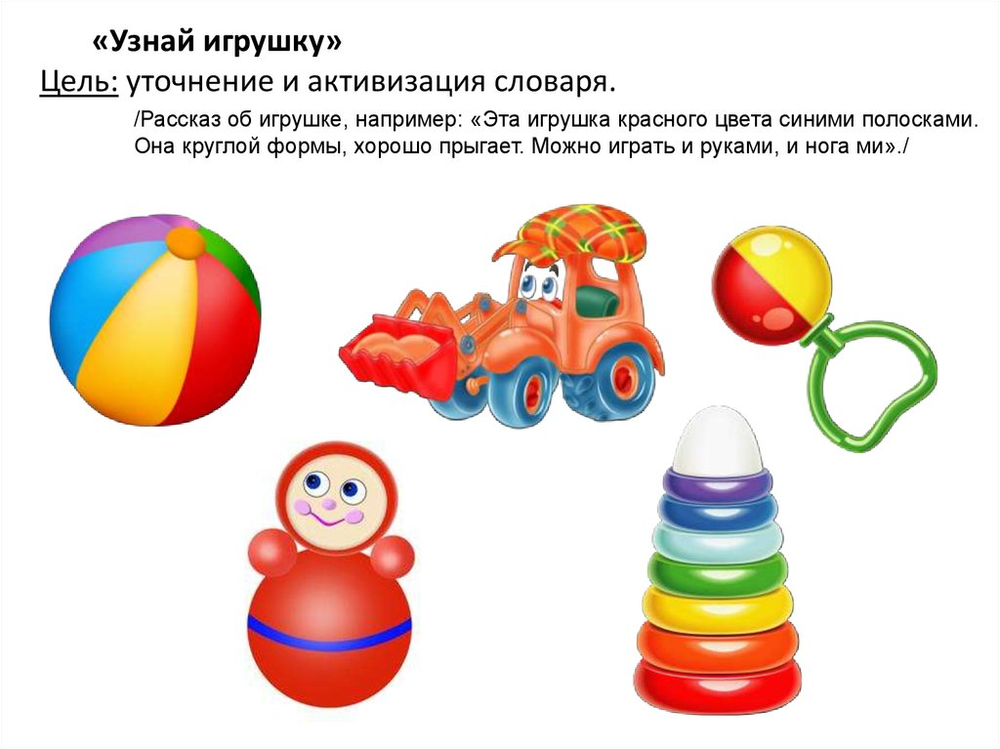 «Узнай игрушку»
Цель: уточнение и активизация словаря.
/Рассказ об игрушке, например: «Эта игрушка красного цвета синими полосками.
Она круглой формы, хорошо прыгает. Можно играть и руками, и нога ми»./